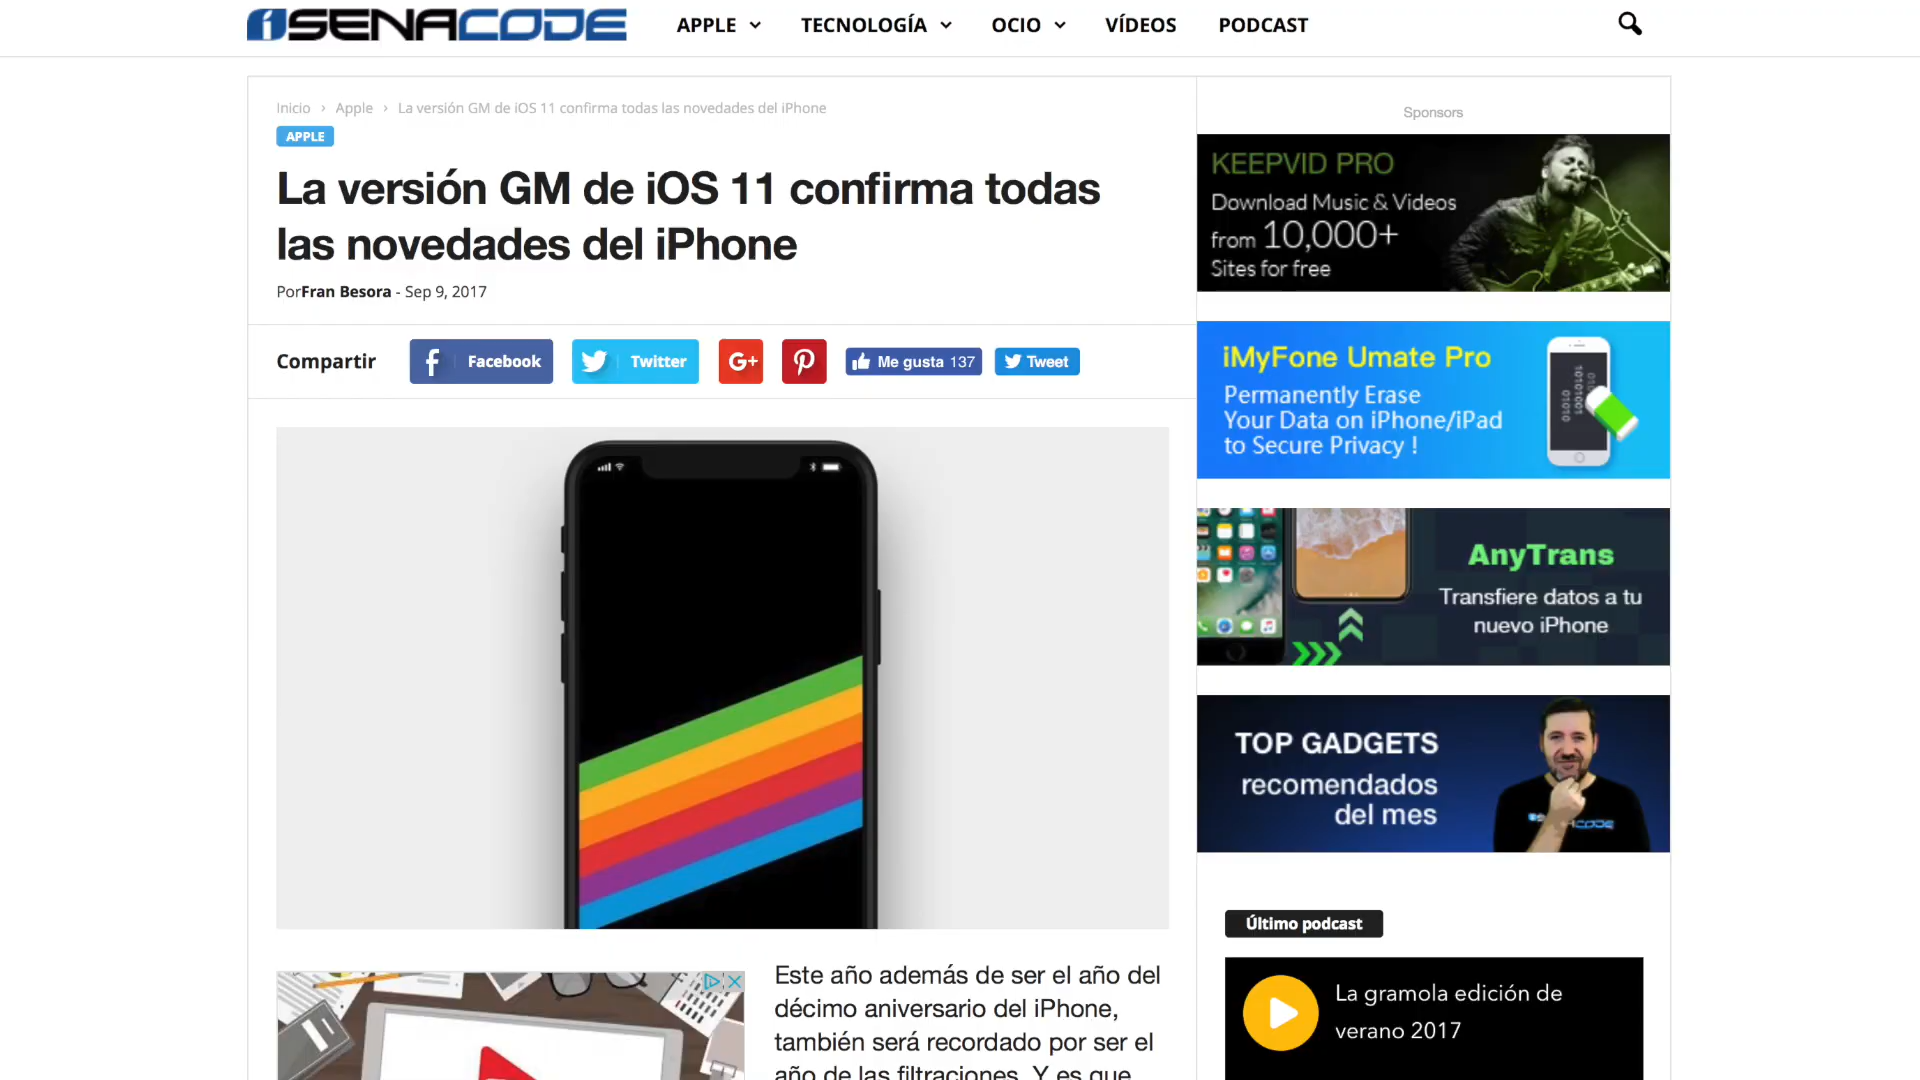 iSENACODE
APPLE
TECNOLOGÍA
OCIO
VÍDEOS
PODCAST
Inicio › Apple › La versión GM de iOS 11 confirma todas las novedades del iPhone
APPLE
La versión GM de iOS 11 confirma todas
las novedades del iPhone
PorFran Besora - Sep 9, 2017
Compartir
Facebook
Twitter
G+
Me gusta 137
Tweet
Este año además de ser el año del
décimo aniversario del iPhone,
también será recordado por ser el
año de las filtraciones. Y es que
Sponsors
KEEPVID PRO
Download Music & Videos
from 10,000+
Sites for free
iMyFone Umate Pro
Permanently Erase
Your Data on iPhone/iPad
to Secure Privacy !
AnyTrans
Transfiere datos a tu
nuevo iPhone
TOP GADGETS
recomendados
del mes
Último podcast
La gramola edición de
verano 2017